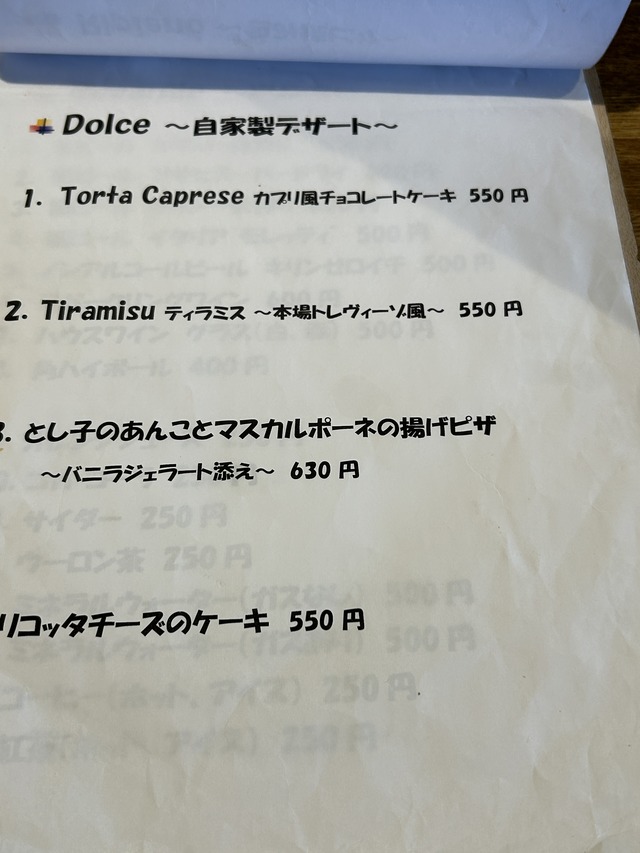 Dolce ～自家製デザート～
1. Torta Caprese カプリ風チョコレートケーキ 550 円
2. Tiramisu ティラミス ～本場トレヴィーゾ風～ 550 円
3. とし子のあんことマスカルポーネの揚げピザ
～バニラジェラート添え～ 630 円
リコッタチーズのケーキ 550 円